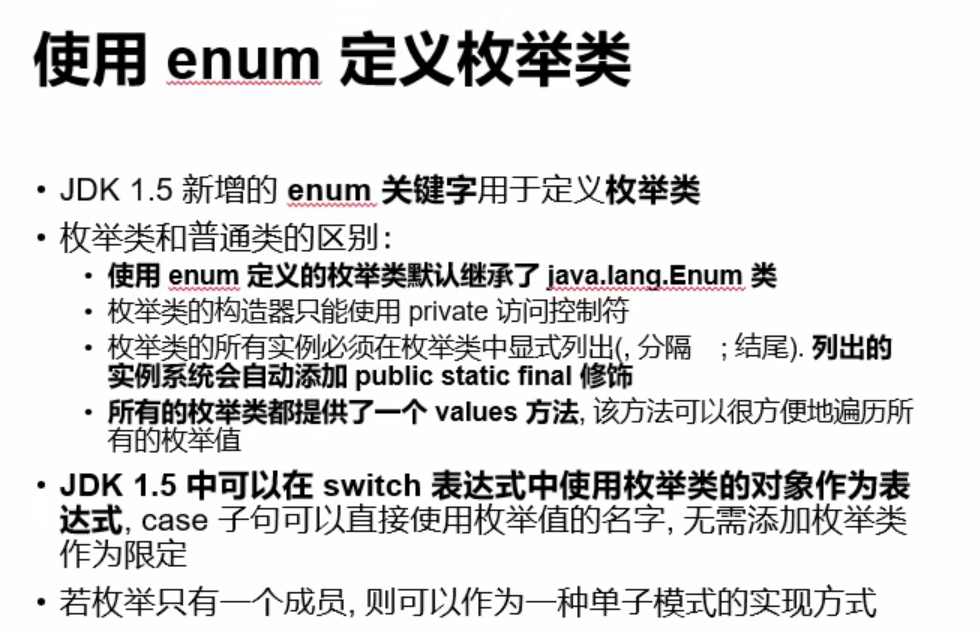 使用 enum 定义枚举类
• JDK 1.5 新增的 enum 关键字用于定义枚举类
• 枚举类和普通类的区别：
• 使用 enum 定义的枚举类默认继承了 java.lang.Enum 类
• 枚举类的构造器只能使用 private 访问控制符
• 枚举类的所有实例必须在枚举类中显式列出(, 分隔 ; 结尾). 列出的
实例系统会自动添加 public static final 修饰
• 所有的枚举类都提供了一个 values 方法, 该方法可以很方便地遍历所
有的枚举值
• JDK 1.5 中可以在 switch 表达式中使用枚举类的对象作为表
达式, case 子句可以直接使用枚举值的名字, 无需添加枚举类
作为限定
• 若枚举只有一个成员, 则可以作为一种单子模式的实现方式